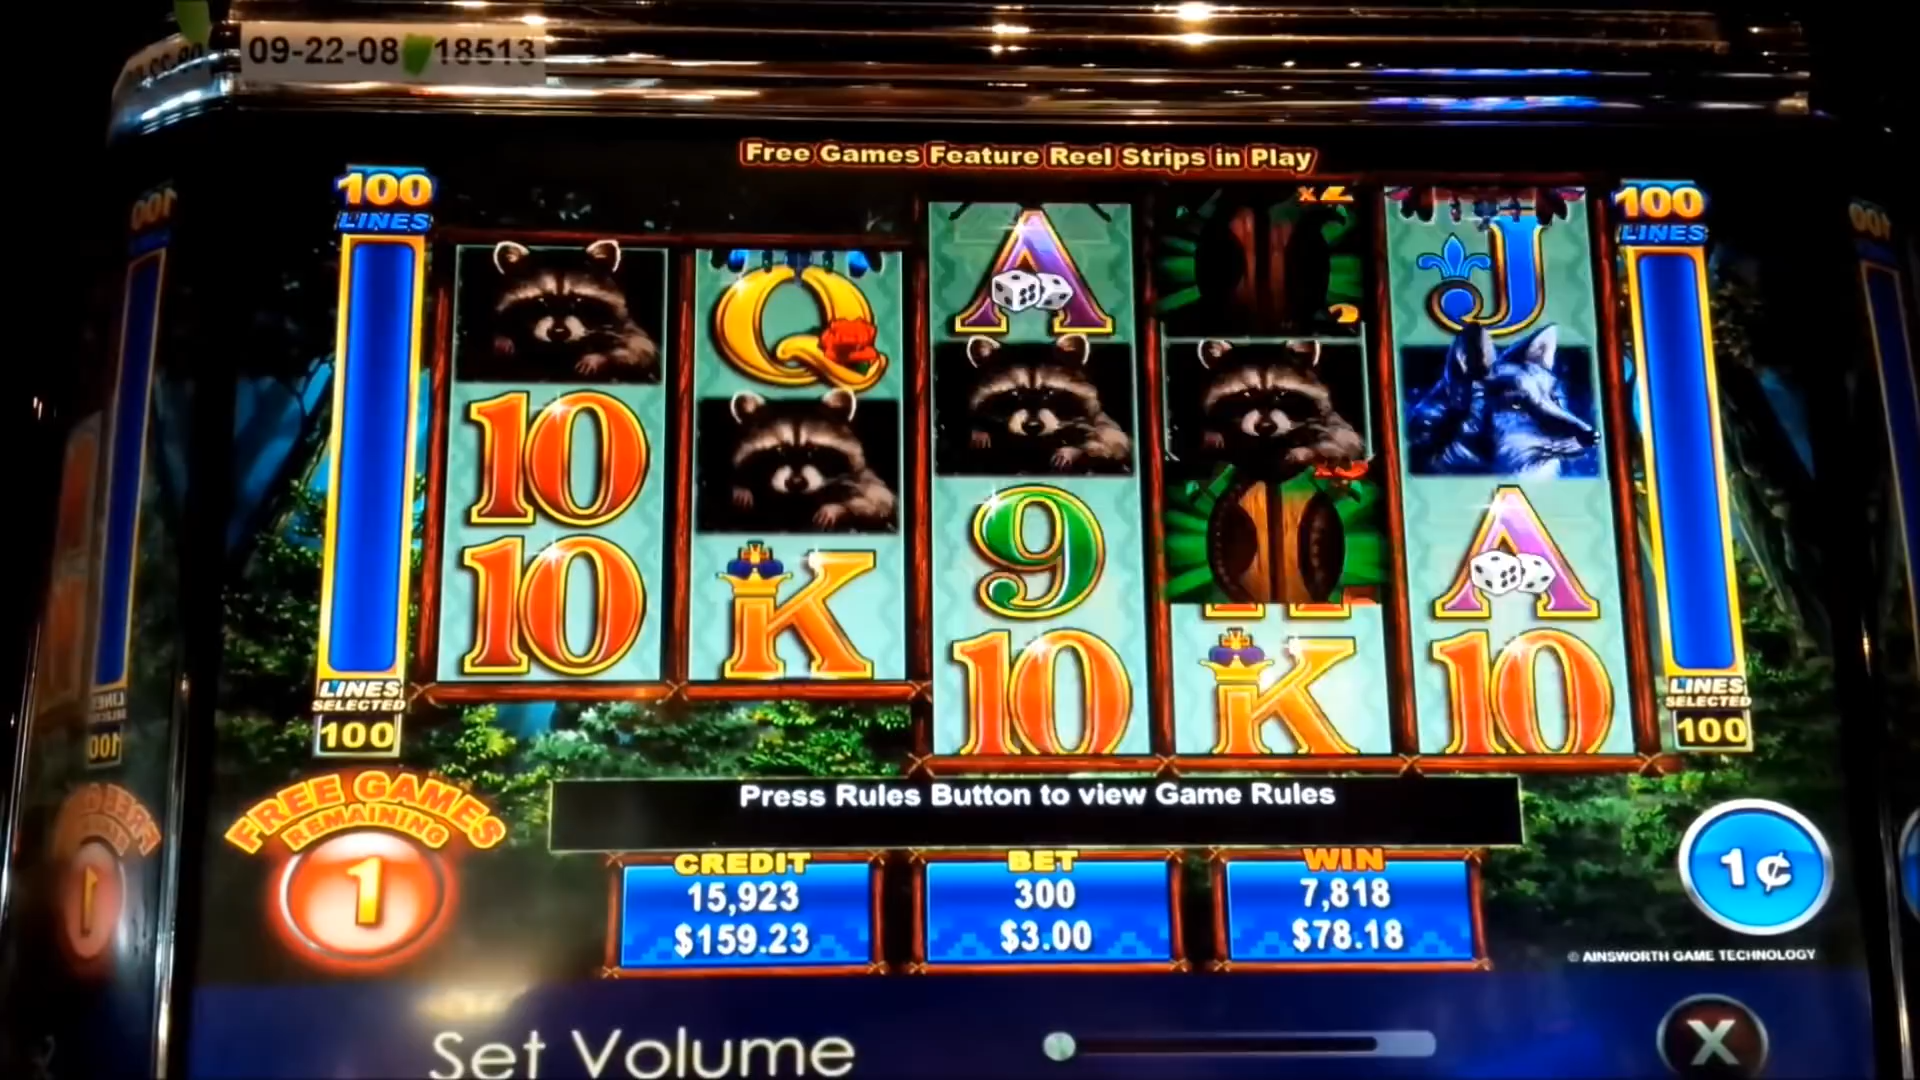 09-22-08 18513
Free Games Feature Reel Strips in Play
100
LINES
100
LINES
x2
A
Q
J
10
9
A
10
K
10
K
10
LINES
SELECTED
100
LINES
SELECTED
100
FREE GAMES
REMAINING
1
Press Rules Button to view Game Rules
CREDIT
15,923
$159.23
BET
300
$3.00
WIN
7,818
$78.18
1¢
© AINSWORTH GAME TECHNOLOGY
Set Volume
X